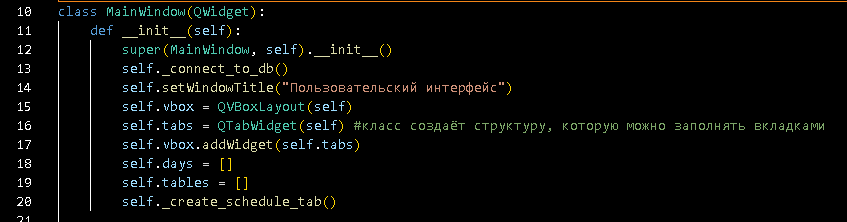 10 class MainWindow(QWidget):
11 def __init__(self):
12 super(MainWindow, self).__init__()
13 self._connect_to_db()
14 self.setWindowTitle("Пользовательский интерфейс")
15 self.vbox = QVBoxLayout(self)
16 self.tabs = QTabWidget(self) #класс создаёт структуру, которую можно заполнять вкладками
17 self.vbox.addWidget(self.tabs)
18 self.days = []
19 self.tables = []
20 self._create_schedule_tab()
21